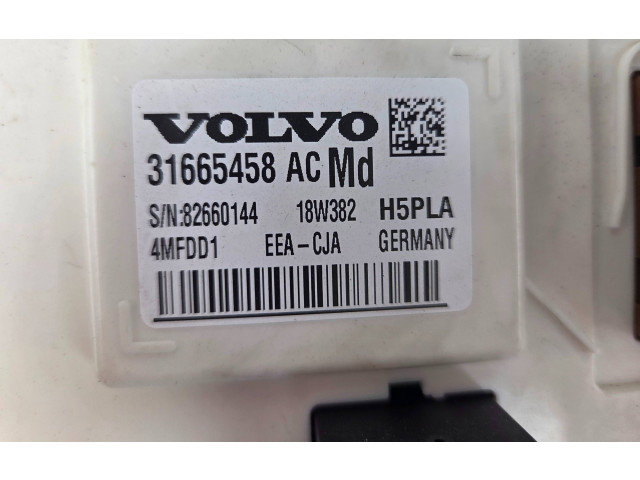 VOLVO
31665458 AC Md
S/N:82660144 18W382 H5PLA
4MFDD1 EEA-CJA GERMANY